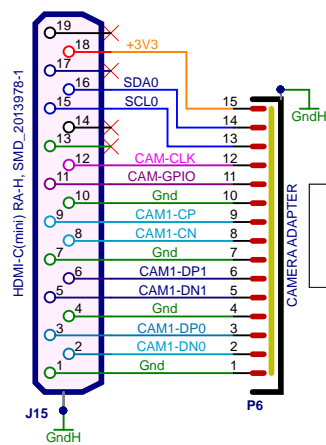 HDMI-C(mini) RA-H, SMD_2013978-1
19
18 +3V3
17
16 SDA0
15 SCL0 15
14 14
13 13
12 CAM-CLK 12
11 CAM-GPIO 11
10 Gnd 10
9 CAM1-CP 9
8 CAM1-CN 8
7 Gnd 7
6 CAM1-DP1 6
5 CAM1-DN1 5
4 Gnd 4
3 CAM1-DP0 3
2 CAM1-DN0 2
1 Gnd 1
GndH
CAMERA ADAPTER
J15
P6
GndH